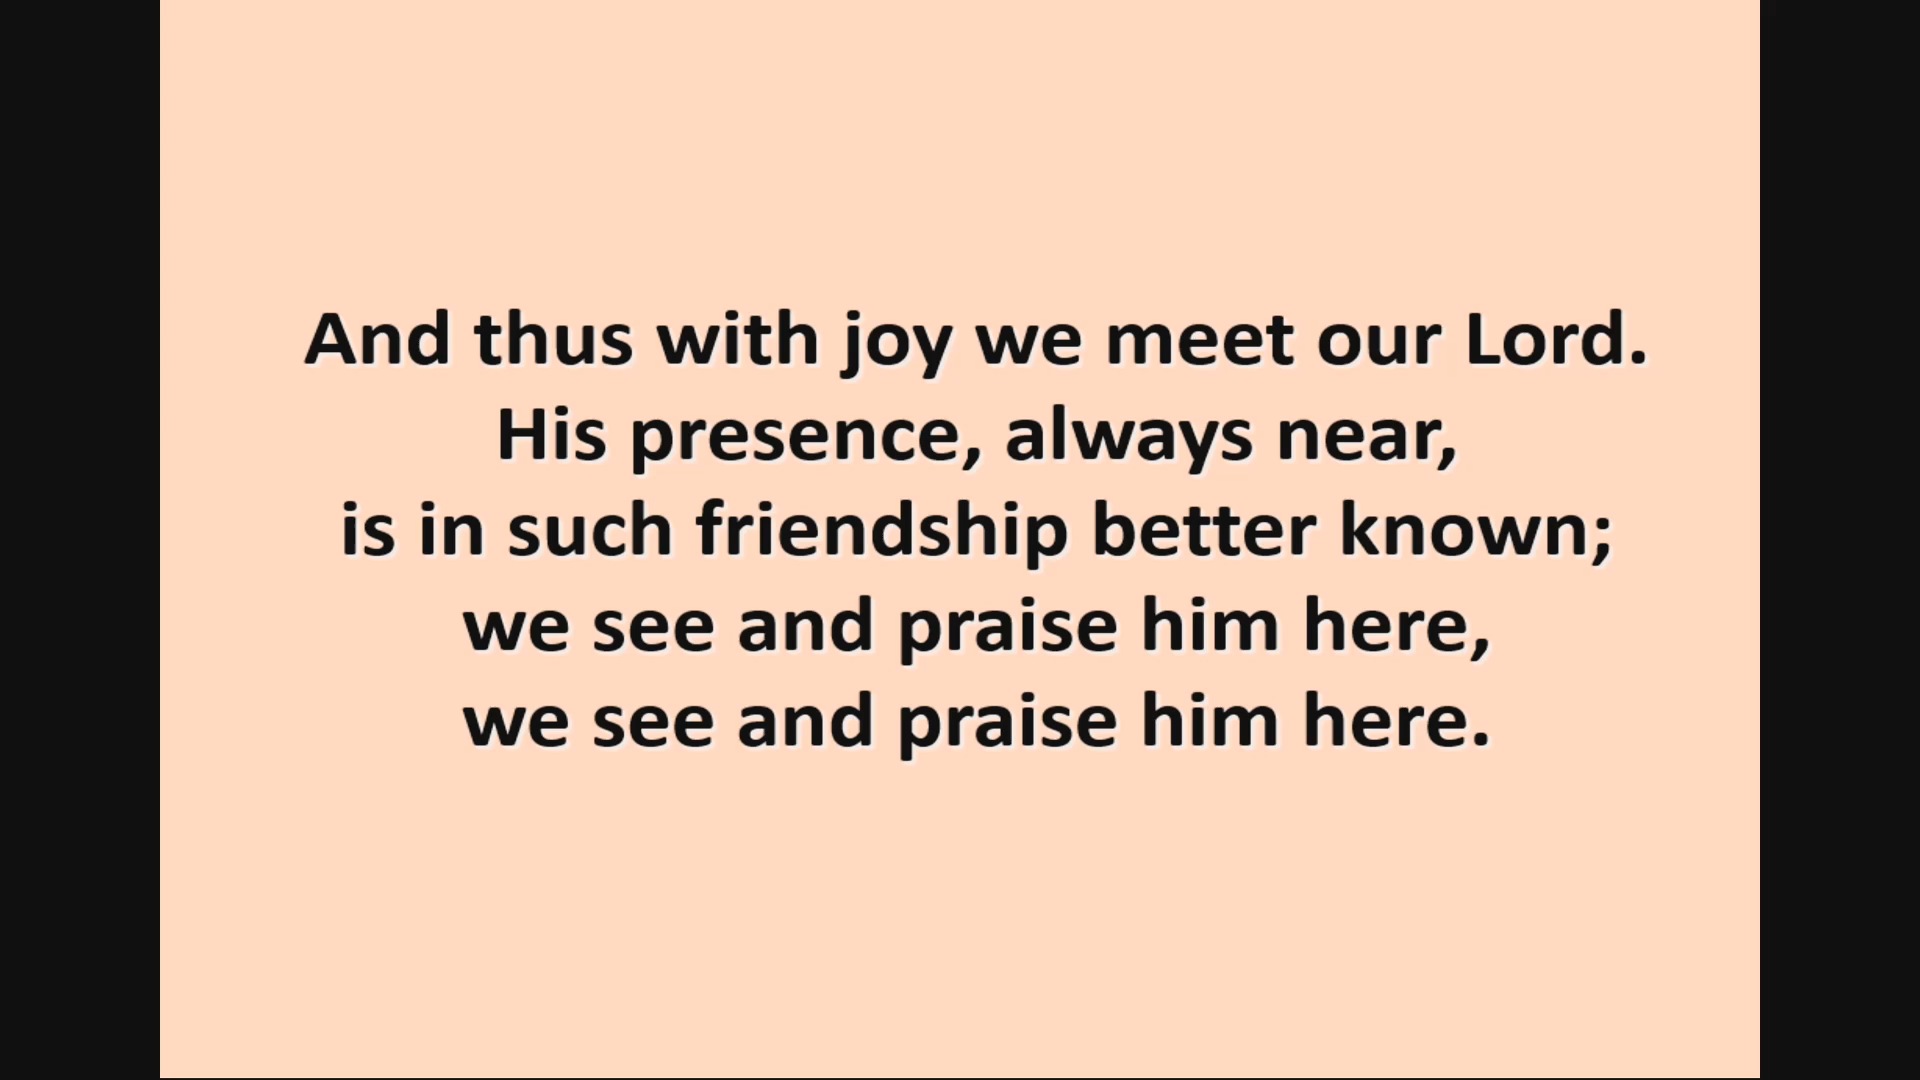 And thus with joy we meet our Lord.
His presence, always near,
is in such friendship better known;
we see and praise him here,
we see and praise him here.